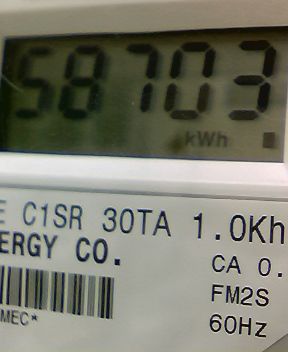 58703
kWh
E C1SR 30TA 1.0Kh
ERGY CO.
CA 0.
FM2S
MEC*
60Hz